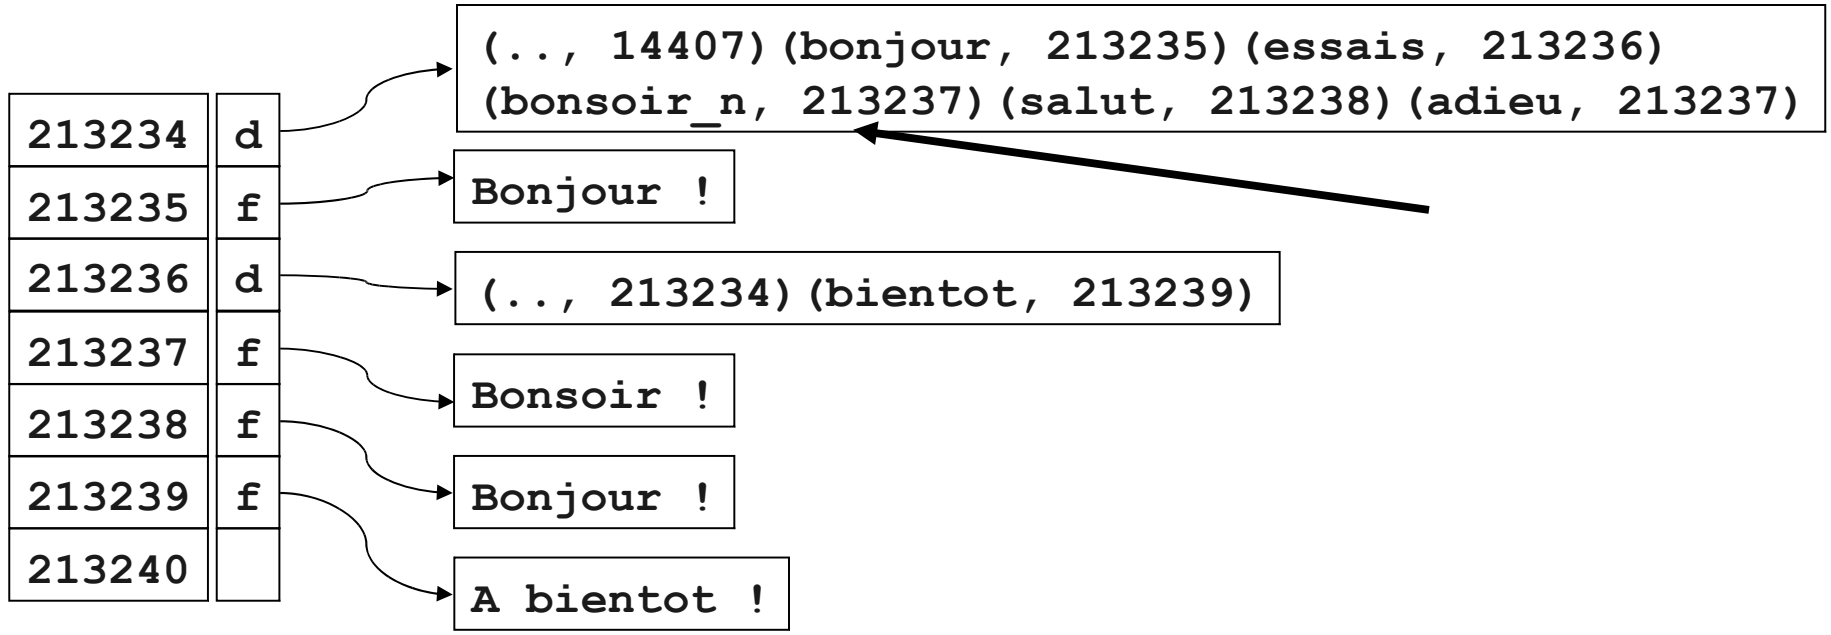 (.., 14407)(bonjour, 213235)(essais, 213236)
(bonsoir_n, 213237)(salut, 213238)(adieu, 213237)
213234 d
213235 f
Bonjour !
213236 d
(.., 213234)(bientot, 213239)
213237 f
Bonsoir !
213238 f
Bonjour !
213239 f
213240
A bientot !